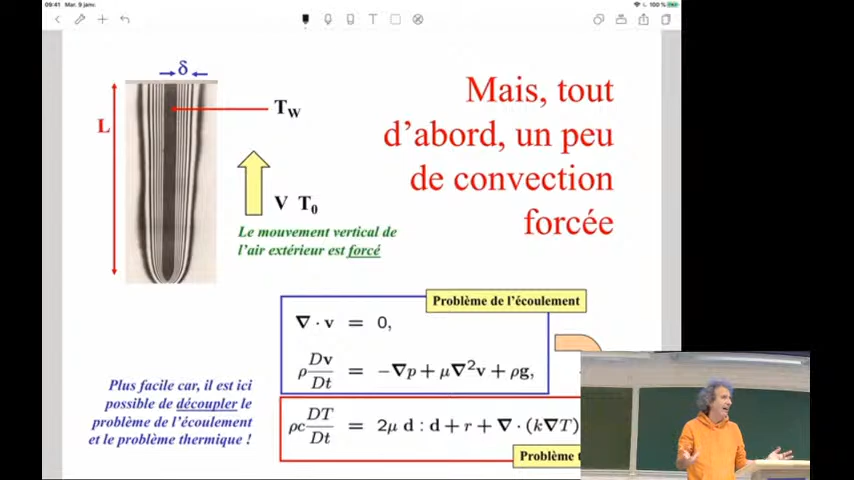 09:41 Mar. 9 janv.
100 %
T
δ
L
T_W
V T_0
Le mouvement vertical de
l'air extérieur est forcé
Mais, tout
d'abord, un peu
de convection
forcée
Problème de l'écoulement
∇ · v = 0,
ρ Dv/Dt = −∇p + μ∇²v + ρg,
Plus facile car, il est ici
possible de découpler le
problème de l'écoulement
et le problème thermique !
ρc DT/Dt = 2μ d : d + r + ∇ · (k∇T)
Problème